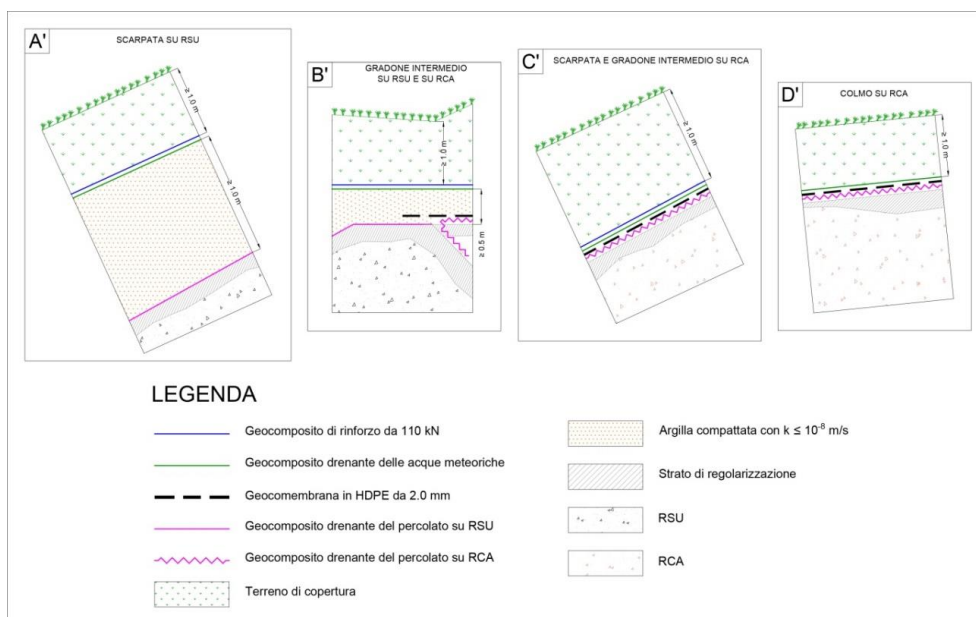 A'
SCARPATA SU RSU
≥ 1.0 m
≥ 1.0 m
B'
GRADONE INTERMEDIO
SU RSU E SU RCA
≥ 1.0 m
≥ 0.5 m
C'
SCARPATA E GRADONE INTERMEDIO SU RCA
≥ 1.0 m
D'
COLMO SU RCA
≥ 1.0 m
LEGENDA
Geocomposito di rinforzo da 110 kN
Geocomposito drenante delle acque meteoriche
Geocomembrana in HDPE da 2.0 mm
Geocomposito drenante del percolato su RSU
Geocomposito drenante del percolato su RCA
Terreno di copertura
Argilla compattata con k ≤ 10⁻⁸ m/s
Strato di regolarizzazione
RSU
RCA